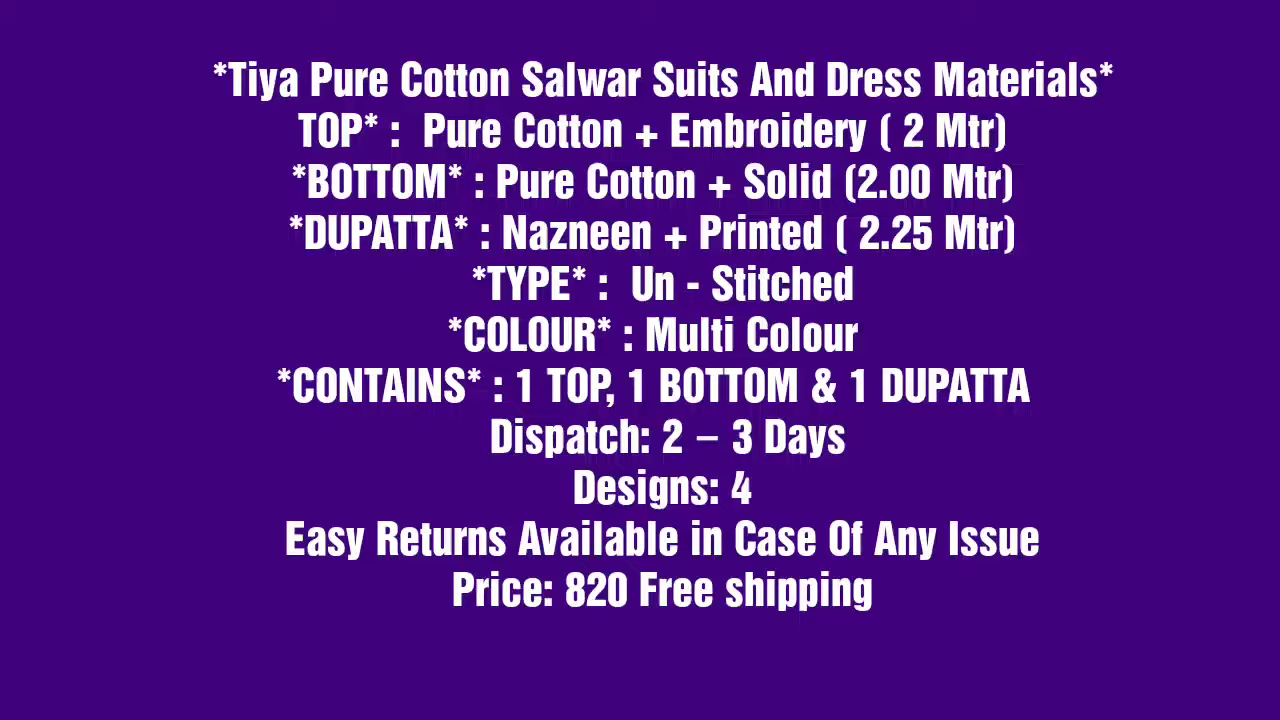 *Tiya Pure Cotton Salwar Suits And Dress Materials*
TOP* :  Pure Cotton + Embroidery ( 2 Mtr)
*BOTTOM* : Pure Cotton + Solid (2.00 Mtr)
*DUPATTA* : Nazneen + Printed ( 2.25 Mtr)
*TYPE* :  Un - Stitched
*COLOUR* : Multi Colour
*CONTAINS* : 1 TOP, 1 BOTTOM & 1 DUPATTA
Dispatch: 2 – 3 Days
Designs: 4
Easy Returns Available in Case Of Any Issue
Price: 820 Free shipping